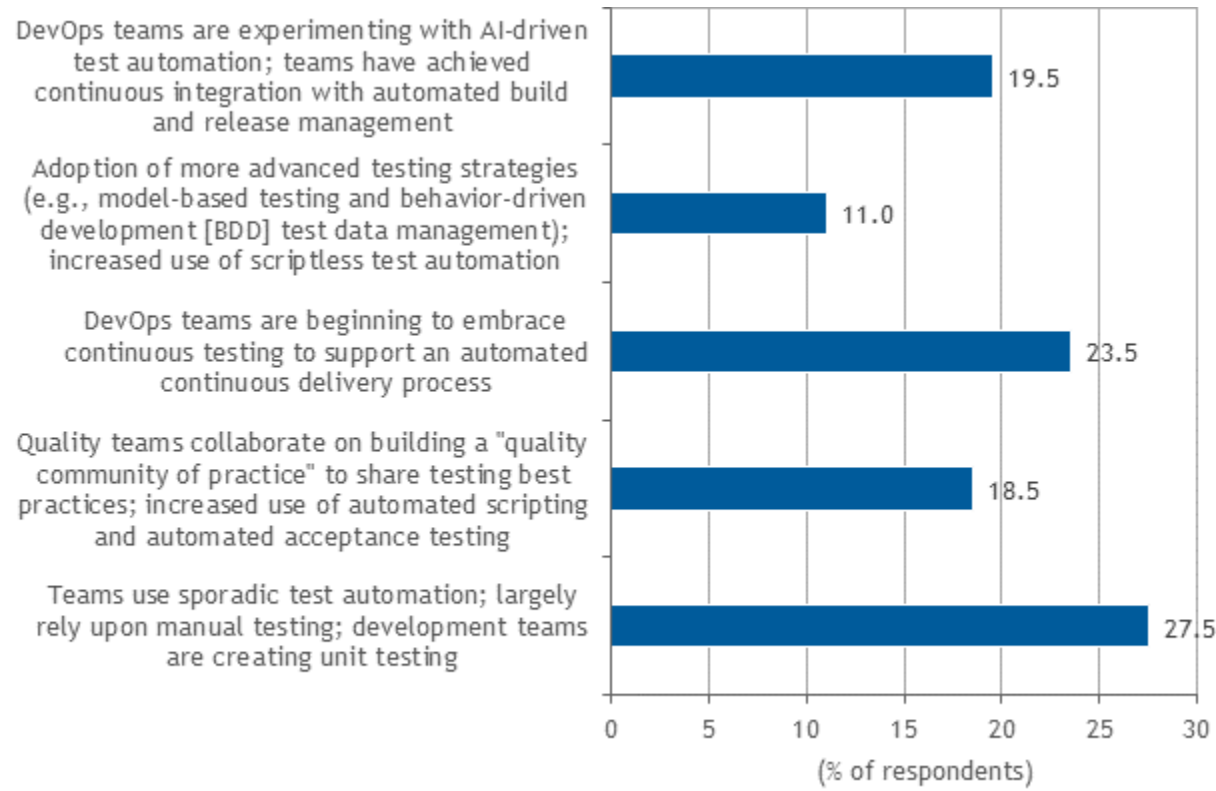 DevOps teams are experimenting with AI-driven
test automation; teams have achieved
continuous integration with automated build
and release management
19.5
Adoption of more advanced testing strategies
(e.g., model-based testing and behavior-driven
development [BDD] test data management);
increased use of scriptless test automation
11.0
DevOps teams are beginning to embrace
continuous testing to support an automated
continuous delivery process
23.5
Quality teams collaborate on building a "quality
community of practice" to share testing best
practices; increased use of automated scripting
and automated acceptance testing
18.5
Teams use sporadic test automation; largely
rely upon manual testing; development teams
are creating unit testing
27.5
0 5 10 15 20 25 30
(% of respondents)